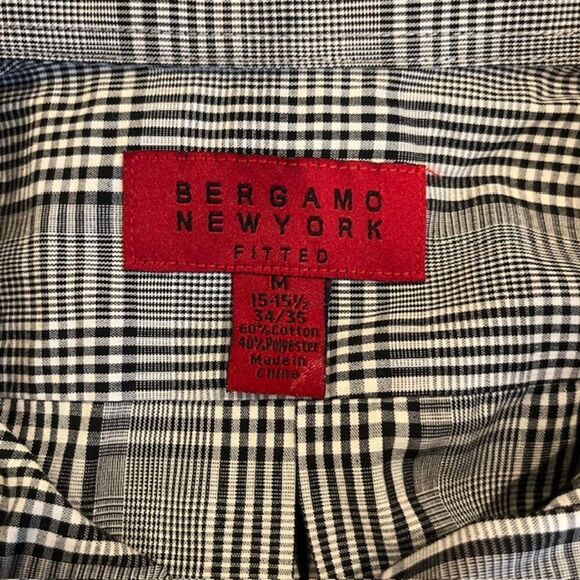 BERGAMO
NEWYORK
FITTED
M
15-15½
34/35
60%Cotton
40%Polyester
Made in
China